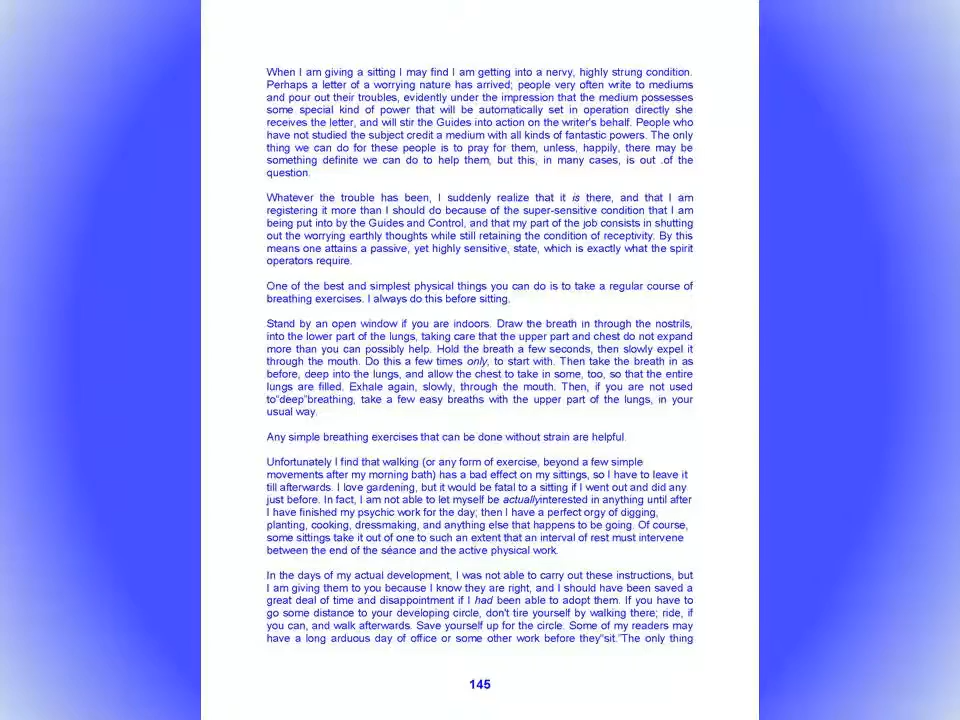 When I am giving a sitting I may find I am getting into a nervy, highly strung condition.
Perhaps a letter of a worrying nature has arrived; people very often write to mediums
and pour out their troubles, evidently under the impression that the medium possesses
some special kind of power that will be automatically set in operation directly she
receives the letter, and will stir the Guides into action on the writer's behalf. People who
have not studied the subject credit a medium with all kinds of fantastic powers. The only
thing we can do for these people is to pray for them, unless, happily, there may be
something definite we can do to help them, but this, in many cases, is out .of the
question.
Whatever the trouble has been, I suddenly realize that it is there, and that I am
registering it more than I should do because of the super-sensitive condition that I am
being put into by the Guides and Control, and that my part of the job consists in shutting
out the worrying earthly thoughts while still retaining the condition of receptivity. By this
means one attains a passive, yet highly sensitive, state, which is exactly what the spirit
operators require.
One of the best and simplest physical things you can do is to take a regular course of
breathing exercises. I always do this before sitting.
Stand by an open window if you are indoors. Draw the breath in through the nostrils,
into the lower part of the lungs, taking care that the upper part and chest do not expand
more than you can possibly help. Hold the breath a few seconds, then slowly expel it
through the mouth. Do this a few times only, to start with. Then take the breath in as
before, deep into the lungs, and allow the chest to take in some, too, so that the entire
lungs are filled. Exhale again, slowly, through the mouth. Then, if you are not used
to“deep”breathing, take a few easy breaths with the upper part of the lungs, in your
usual way.
Any simple breathing exercises that can be done without strain are helpful.
Unfortunately I find that walking (or any form of exercise, beyond a few simple
movements after my morning bath) has a bad effect on my sittings, so I have to leave it
till afterwards. I love gardening, but it would be fatal to a sitting if I went out and did any
just before. In fact, I am not able to let myself be actuallyinterested in anything until after
I have finished my psychic work for the day; then I have a perfect orgy of digging,
planting, cooking, dressmaking, and anything else that happens to be going. Of course,
some sittings take it out of one to such an extent that an interval of rest must intervene
between the end of the séance and the active physical work.
In the days of my actual development, I was not able to carry out these instructions, but
I am giving them to you because I know they are right, and I should have been saved a
great deal of time and disappointment if I had been able to adopt them. If you have to
go some distance to your developing circle, don't tire yourself by walking there; ride, if
you can, and walk afterwards. Save yourself up for the circle. Some of my readers may
have a long arduous day of office or some other work before they“sit.”The only thing
145